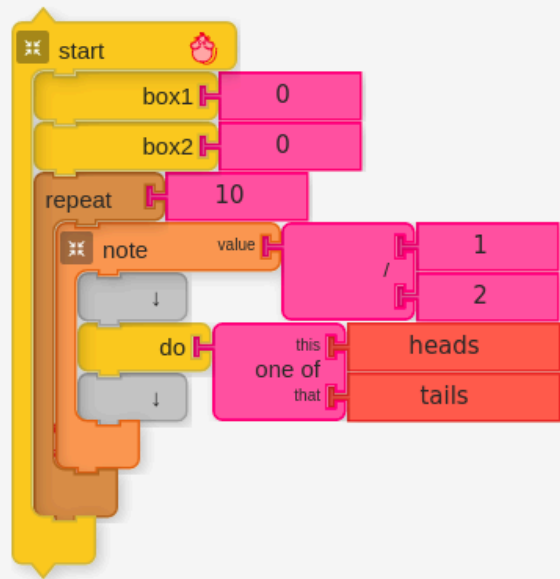 start
box1 0
box2 0
repeat 10
note value / 1
2
↓
do one of this heads
that tails
↓